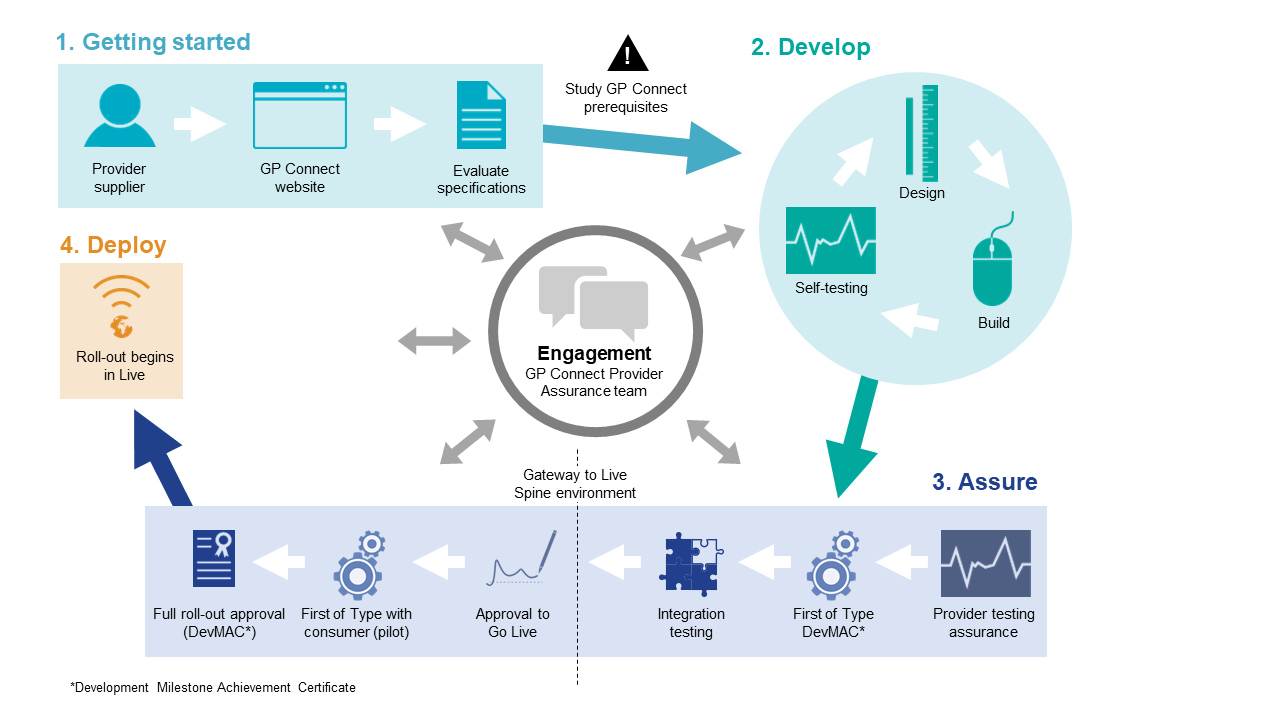 1. Getting started
Provider
supplier
GP Connect
website
Evaluate
specifications
!
Study GP Connect
prerequisites
2. Develop
Design
Build
Self-testing
Engagement
GP Connect Provider
Assurance team
3. Assure
Provider testing
assurance
First of Type
DevMAC*
Integration
testing
Gateway to Live
Spine environment
Approval to
Go Live
First of Type with
consumer (pilot)
Full roll-out approval
(DevMAC*)
4. Deploy
Roll-out begins
in Live
*Development Milestone Achievement Certificate